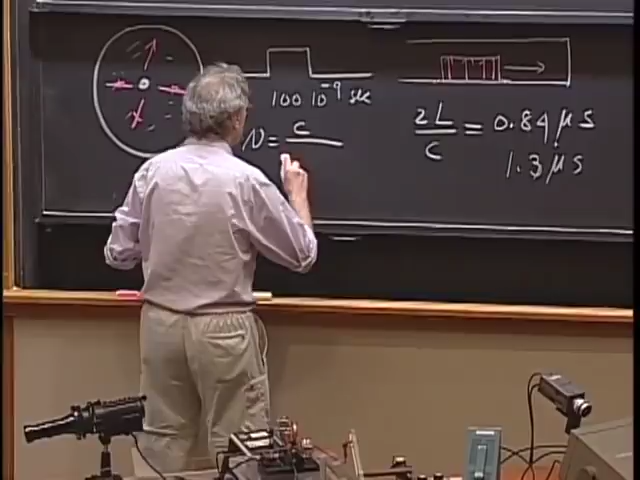 100 10^-9 sec
v = c
2L/c = 0.84 μs
1.3 μs